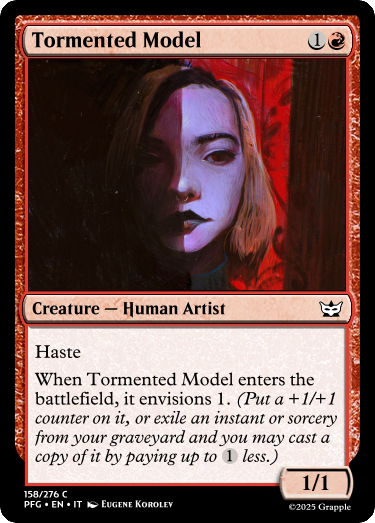 Tormented Model 1
Creature — Human Artist
Haste
When Tormented Model enters the
battlefield, it envisions 1. (Put a +1/+1
counter on it, or exile an instant or sorcery
from your graveyard and you may cast a
copy of it by paying up to 1 less.)
1/1
158/276 C
PFG • EN • IT Eugene Korolev
©2025 Grapple